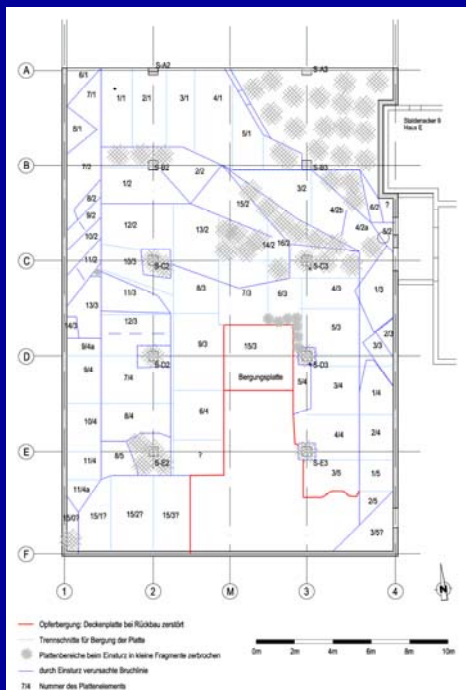 S-A2
S-A3
A
6/1
7/1
1/1
2/1
3/1
4/1
8/1
5/1
Staldenacker 9
Haus E
B
S-B2
S-B3
7/2
1/2
2/2
3/2
8/2
15/2
9/2
12/2
13/2
4/2b
6/2
?
10/2
4/2a
5/2
14/2
16/2
11/2
10/3
C
S-C2
S-C3
8/3
7/3
6/3
4/3
1/3
13/3
11/3
12/3
14/3
5/3
2/3
9/4a
9/3
15/3
3/3
D
S-D2
S-D3
9/4
7/4
Bergungsplatte
5/4
3/4
1/4
10/4
8/4
6/4
4/4
2/4
E
S-E2
S-E3
11/4
8/5
?
3/5
1/5
11/4a
2/5
15/0?
15/1?
15/2?
15/3?
3/5?
F
1
2
M
3
4
N
Opferbergung: Deckenplatte bei Rückbau zerstört
Trennschnitte für Bergung der Platte
Plattenbereiche beim Einsturz in kleine Fragmente zerbrochen
durch Einsturz verursachte Bruchlinie
7/4 Nummer des Plattenelements
0m 2m 4m 6m 8m 10m